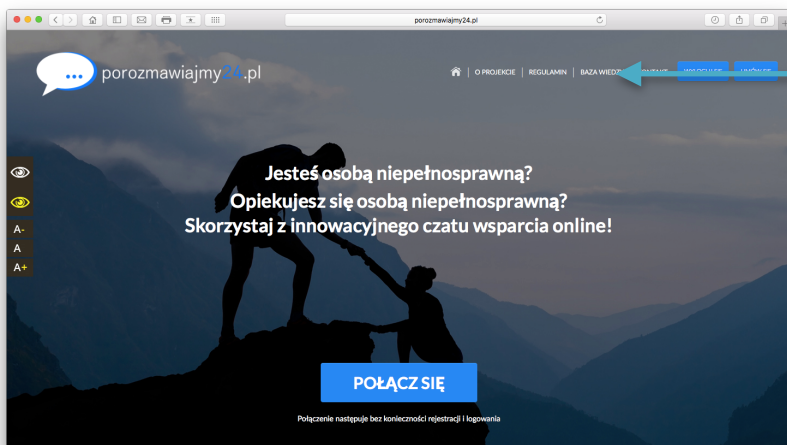 porozmawiajmy24.pl
porozmawiajmy24.pl
O PROJEKCIE | REGULAMIN | BAZA WIEDZY
Jesteś osobą niepełnosprawną?
Opiekujesz się osobą niepełnosprawną?
Skorzystaj z innowacyjnego czatu wsparcia online!
A-
A
A+
POŁĄCZ SIĘ
Połączenie następuje bez konieczności rejestracji i logowania